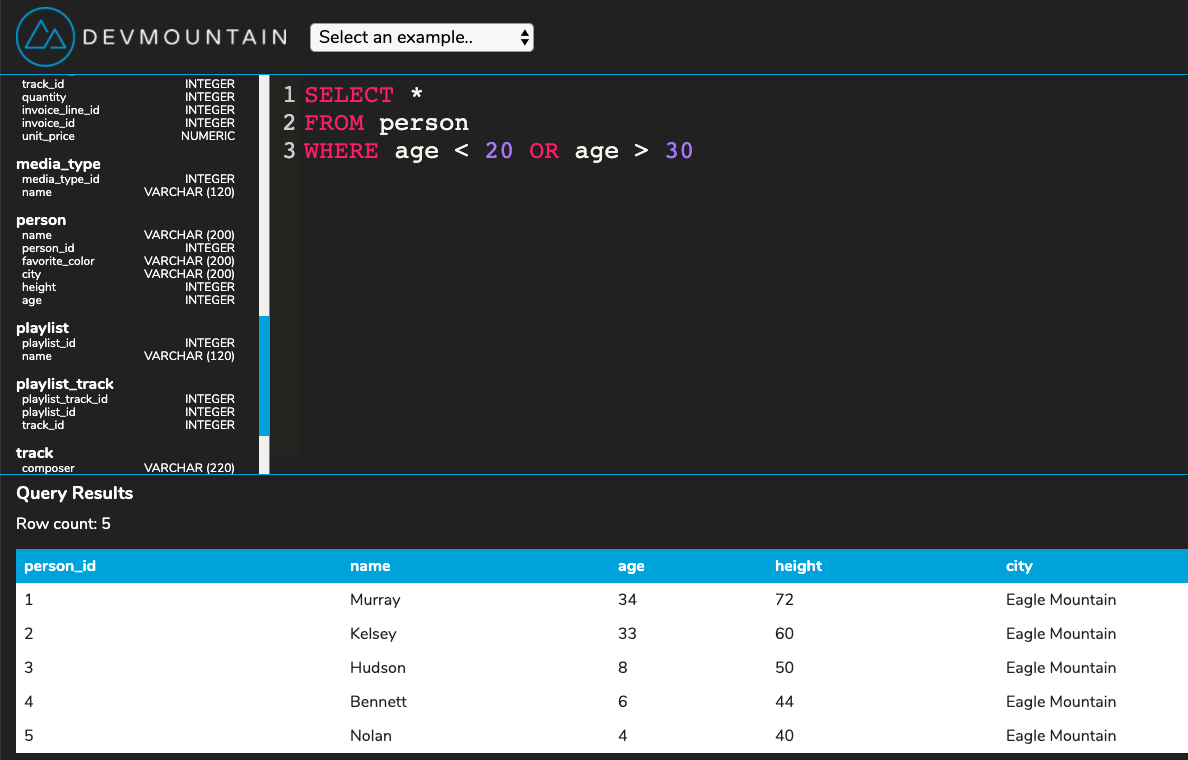 DEVMOUNTAIN Select an example..
track_id INTEGER
quantity INTEGER
invoice_line_id INTEGER
invoice_id INTEGER
unit_price NUMERIC
media_type
media_type_id INTEGER
name VARCHAR (120)
person
name VARCHAR (200)
person_id INTEGER
favorite_color VARCHAR (200)
city VARCHAR (200)
height INTEGER
age INTEGER
playlist
playlist_id INTEGER
name VARCHAR (120)
playlist_track
playlist_track_id INTEGER
playlist_id INTEGER
track_id INTEGER
track
composer VARCHAR (220)
1 SELECT *
2 FROM person
3 WHERE age < 20 OR age > 30
Query Results
Row count: 5
person_id name age height city
1 Murray 34 72 Eagle Mountain
2 Kelsey 33 60 Eagle Mountain
3 Hudson 8 50 Eagle Mountain
4 Bennett 6 44 Eagle Mountain
5 Nolan 4 40 Eagle Mountain